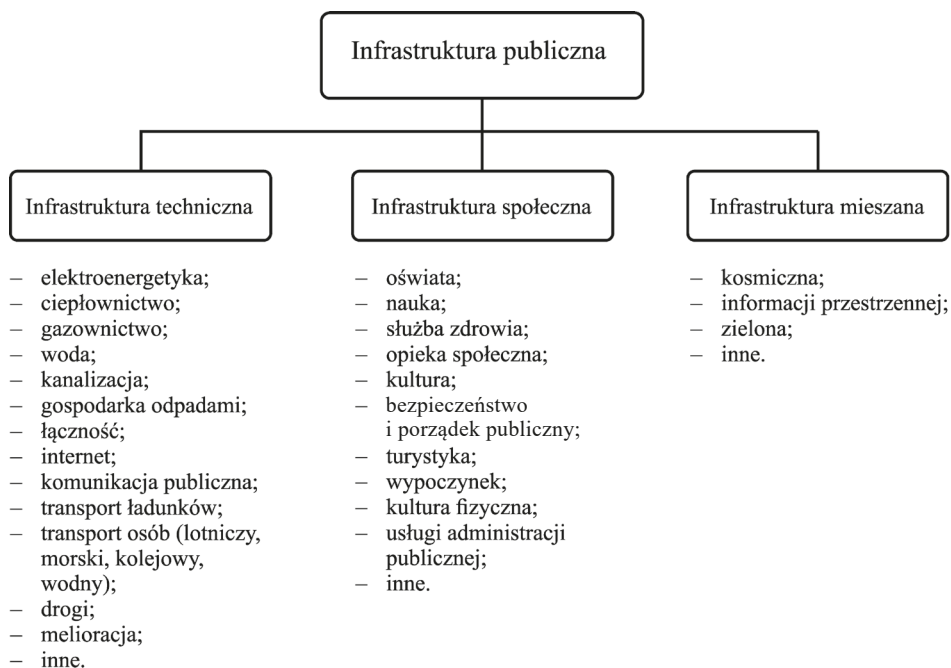 Infrastruktura publiczna
Infrastruktura techniczna
– elektroenergetyka;
– ciepłownictwo;
– gazownictwo;
– woda;
– kanalizacja;
– gospodarka odpadami;
– łączność;
– internet;
– komunikacja publiczna;
– transport ładunków;
– transport osób (lotniczy,
morski, kolejowy,
wodny);
– drogi;
– melioracja;
– inne.
Infrastruktura społeczna
– oświata;
– nauka;
– służba zdrowia;
– opieka społeczna;
– kultura;
– bezpieczeństwo
i porządek publiczny;
– turystyka;
– wypoczynek;
– kultura fizyczna;
– usługi administracji
publicznej;
– inne.
Infrastruktura mieszana
– kosmiczna;
– informacji przestrzennej;
– zielona;
– inne.